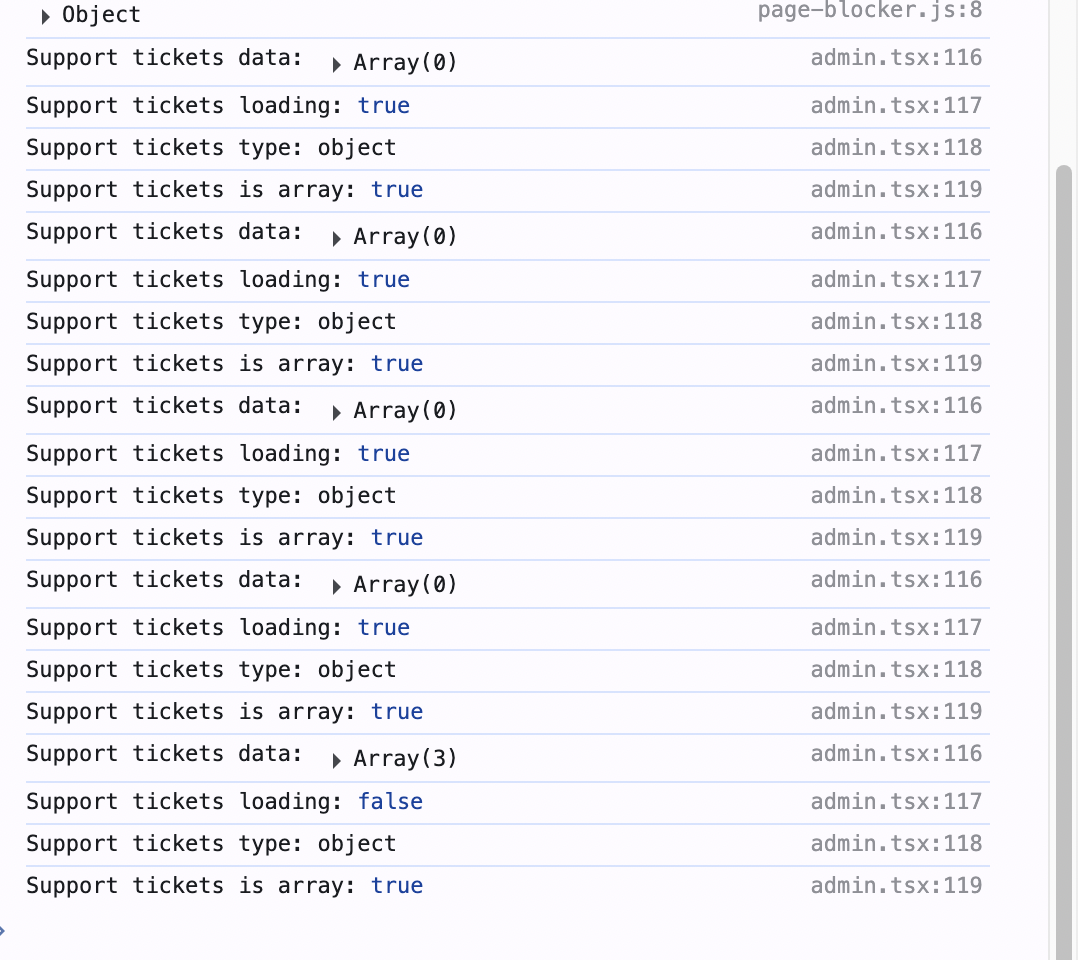 Object page-blocker.js:8
Support tickets data: Array(0) admin.tsx:116
Support tickets loading: true admin.tsx:117
Support tickets type: object admin.tsx:118
Support tickets is array: true admin.tsx:119
Support tickets data: Array(0) admin.tsx:116
Support tickets loading: true admin.tsx:117
Support tickets type: object admin.tsx:118
Support tickets is array: true admin.tsx:119
Support tickets data: Array(0) admin.tsx:116
Support tickets loading: true admin.tsx:117
Support tickets type: object admin.tsx:118
Support tickets is array: true admin.tsx:119
Support tickets data: Array(0) admin.tsx:116
Support tickets loading: true admin.tsx:117
Support tickets type: object admin.tsx:118
Support tickets is array: true admin.tsx:119
Support tickets data: Array(3) admin.tsx:116
Support tickets loading: false admin.tsx:117
Support tickets type: object admin.tsx:118
Support tickets is array: true admin.tsx:119